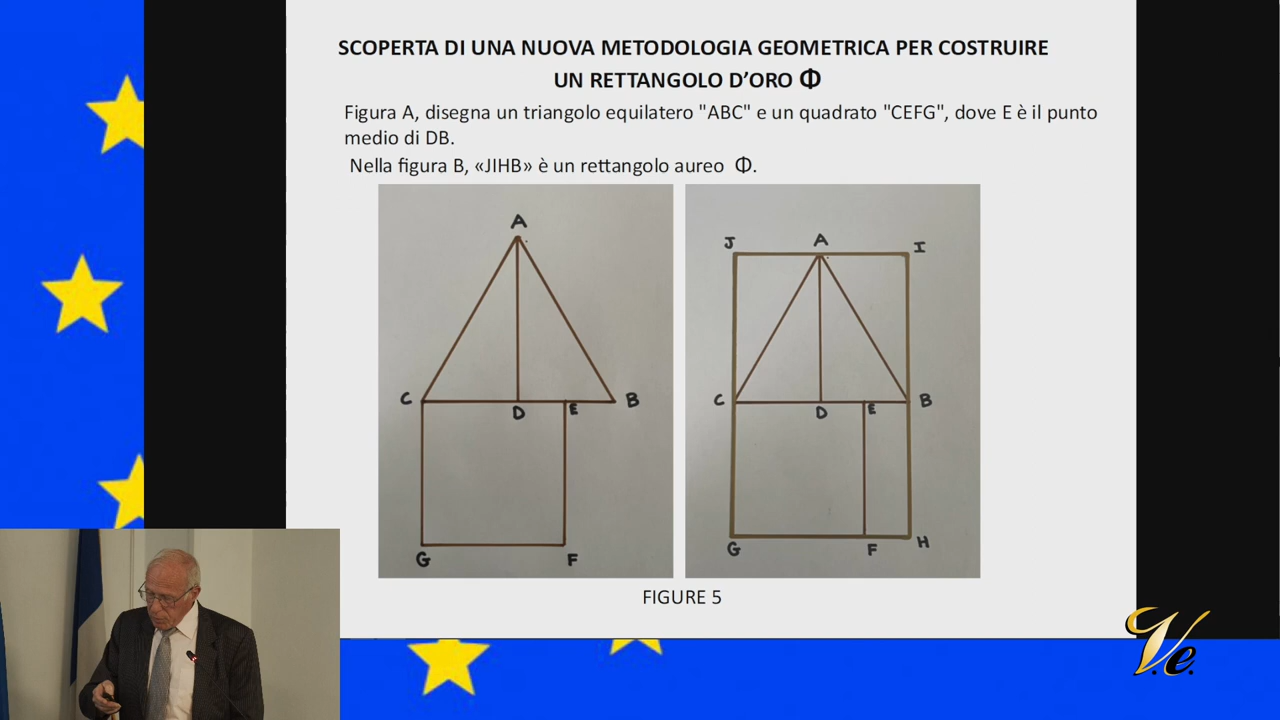 SCOPERTA DI UNA NUOVA METODOLOGIA GEOMETRICA PER COSTRUIRE
UN RETTANGOLO D'ORO Φ
Figura A, disegna un triangolo equilatero "ABC" e un quadrato "CEFG", dove E è il punto
medio di DB.
Nella figura B, «JIHB» è un rettangolo aureo Φ.
A
C
D
E
B
G
F
J
A
I
C
D
E
B
G
F
H
FIGURE 5
V.e.